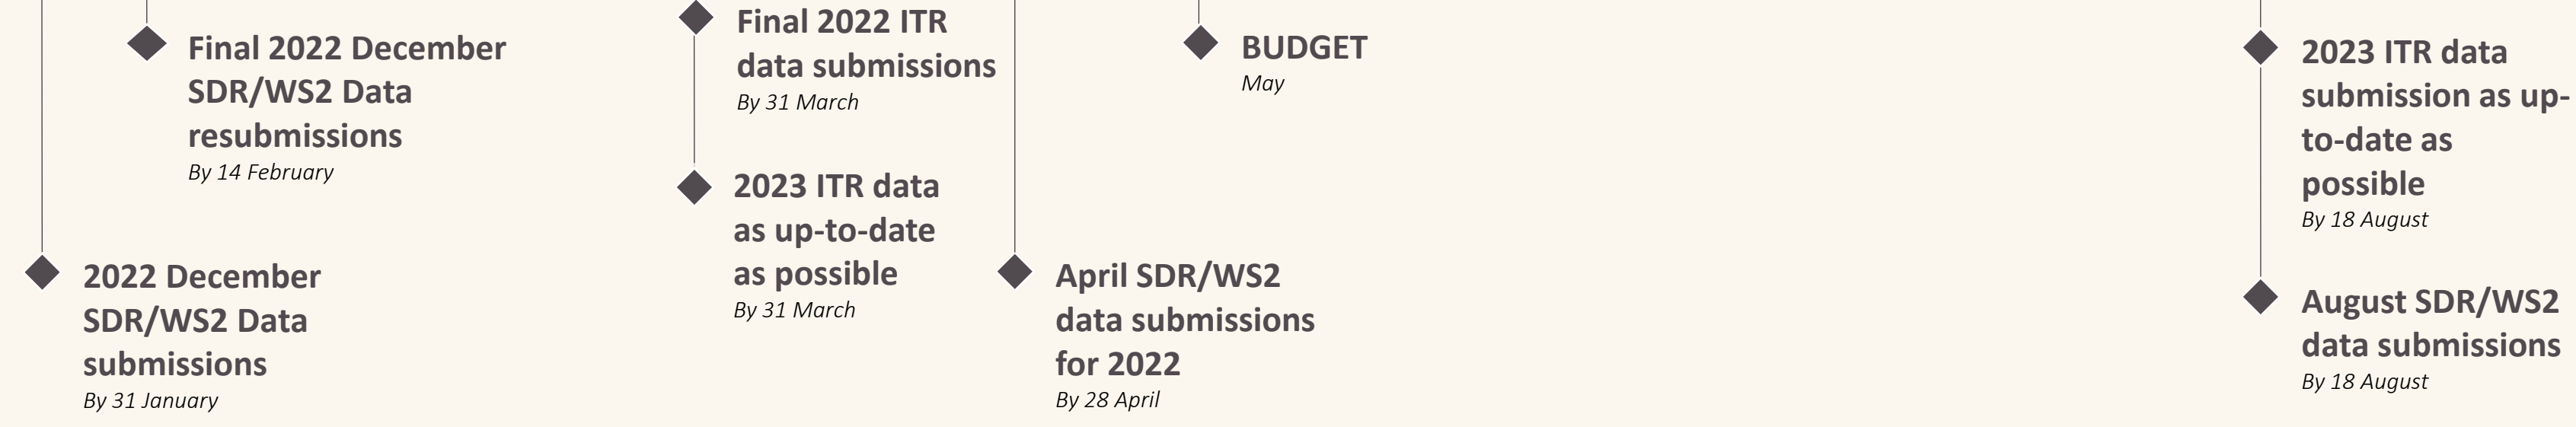 Final 2022 December
SDR/WS2 Data
resubmissions
By 14 February
2022 December
SDR/WS2 Data
submissions
By 31 January
Final 2022 ITR
data submissions
By 31 March
2023 ITR data
as up-to-date
as possible
By 31 March
April SDR/WS2
data submissions
for 2022
By 28 April
BUDGET
May
2023 ITR data
submission as up-
to-date as
possible
By 18 August
August SDR/WS2
data submissions
By 18 August